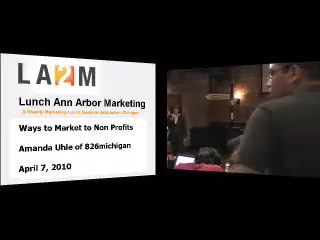 LA2M
Lunch Ann Arbor Marketing
Ways to Market to Non Profits
Amanda Uhle of 826michigan
April 7, 2010